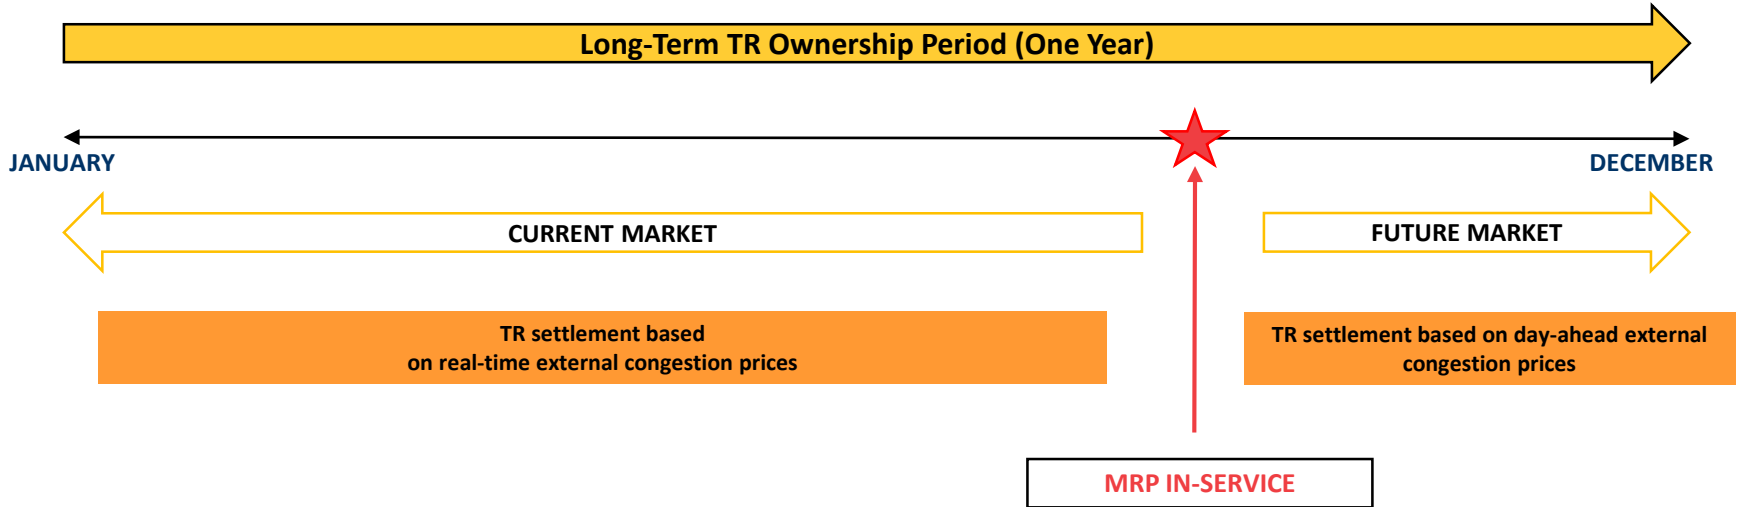 Long-Term TR Ownership Period (One Year)
JANUARY
DECEMBER
CURRENT MARKET
FUTURE MARKET
TR settlement based
on real-time external congestion prices
TR settlement based on day-ahead external
congestion prices
MRP IN-SERVICE